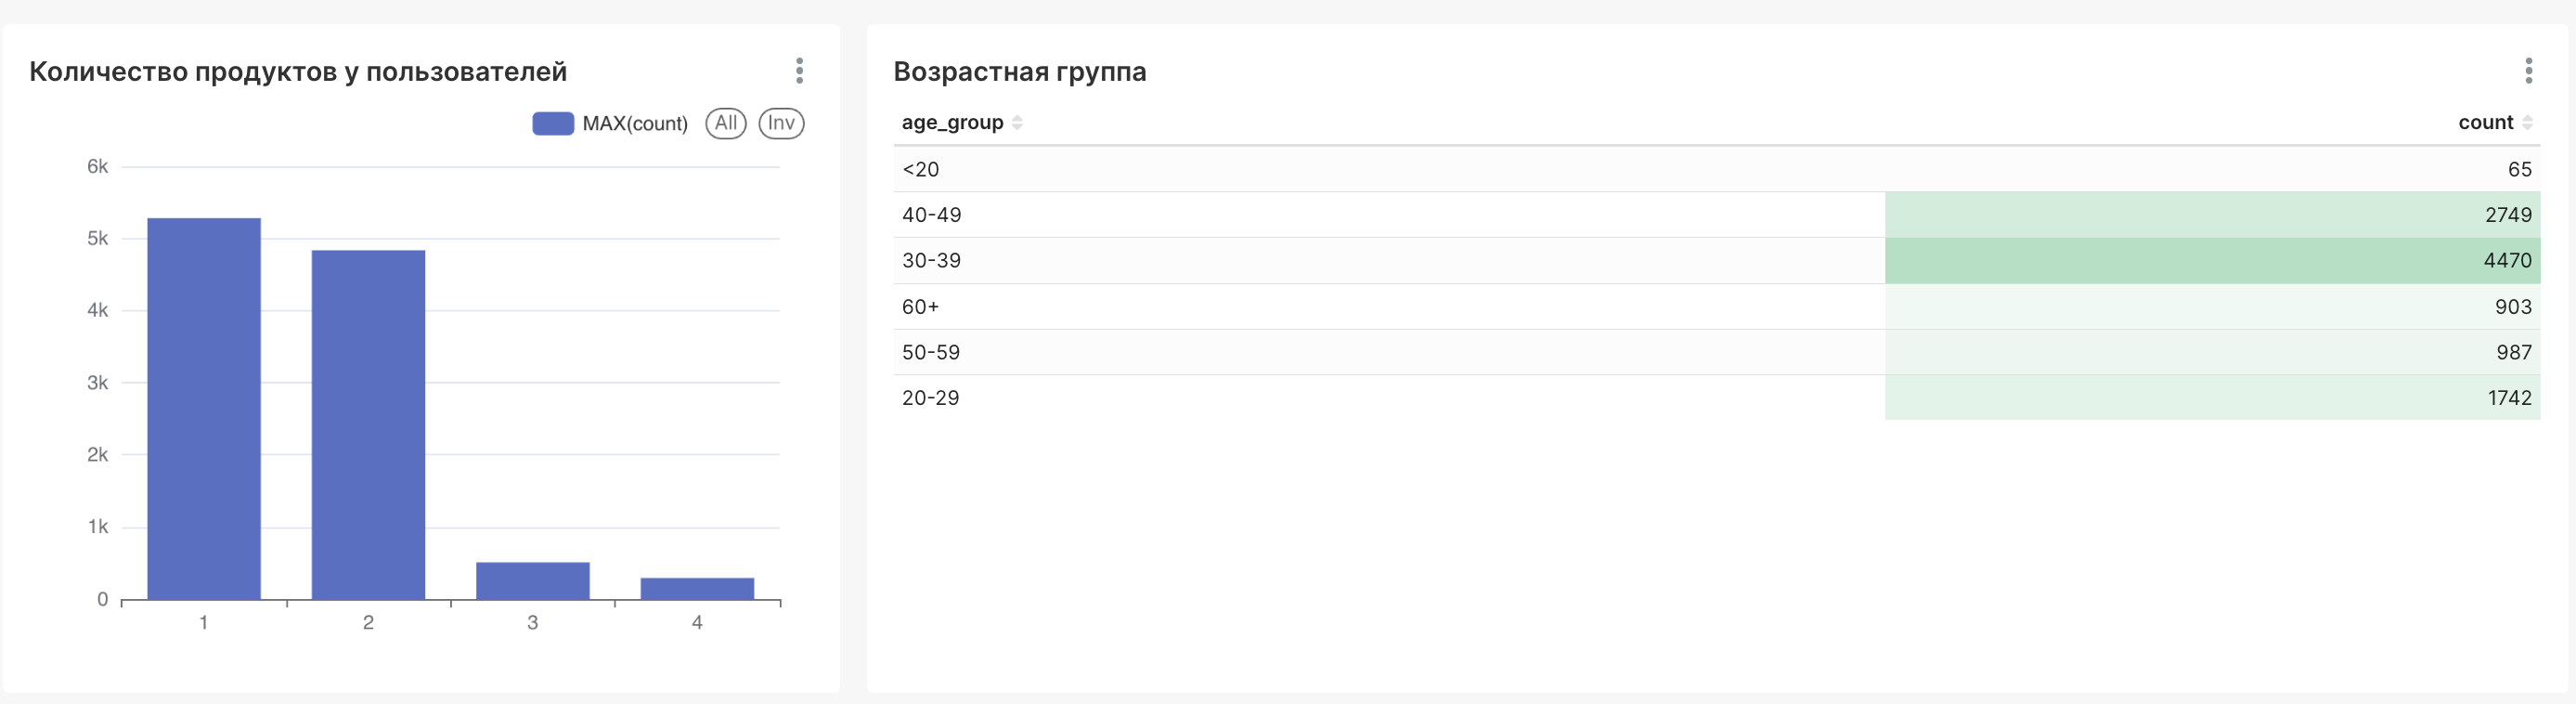 Количество продуктов у пользователей
MAX(count) All Inv
6k
5k
4k
3k
2k
1k
0
1 2 3 4
Возрастная группа
age_group count
<20 65
40-49 2749
30-39 4470
60+ 903
50-59 987
20-29 1742